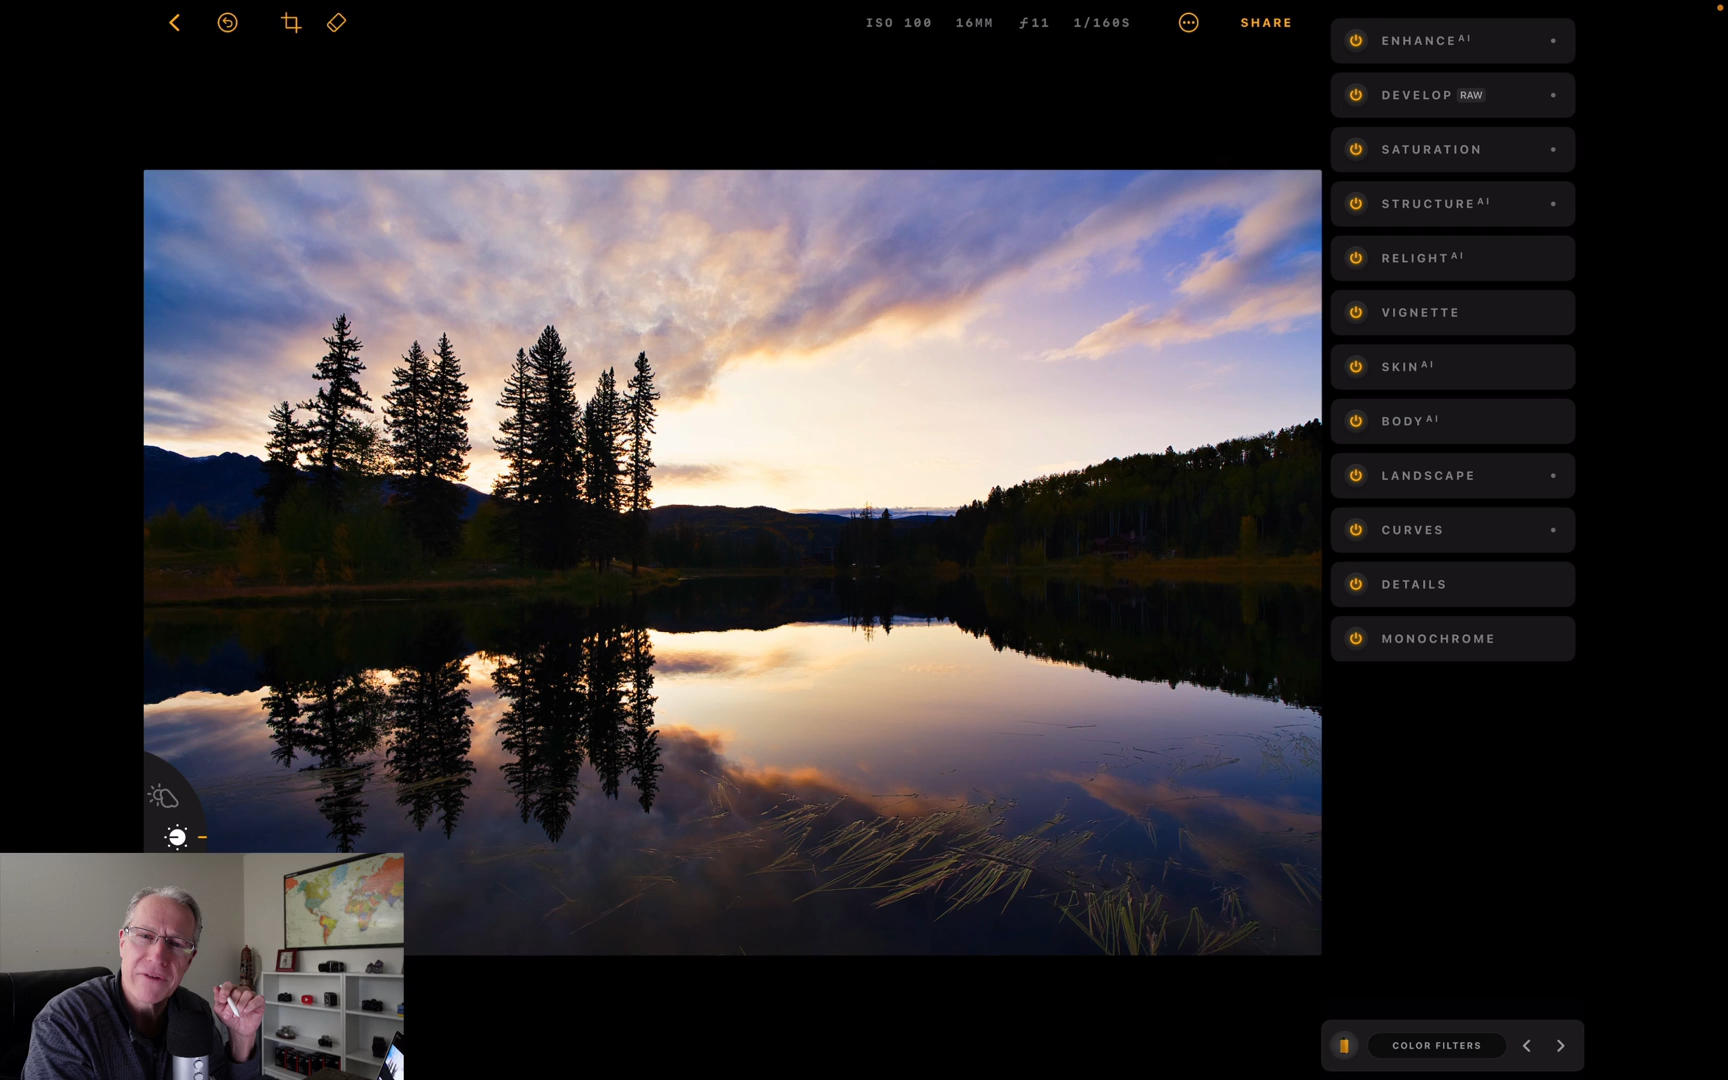 ISO 100 16MM ƒ11 1/160S SHARE
ENHANCE AI
DEVELOP RAW
SATURATION
STRUCTURE AI
RELIGHT AI
VIGNETTE
SKIN AI
BODY AI
LANDSCAPE
CURVES
DETAILS
MONOCHROME
COLOR FILTERS